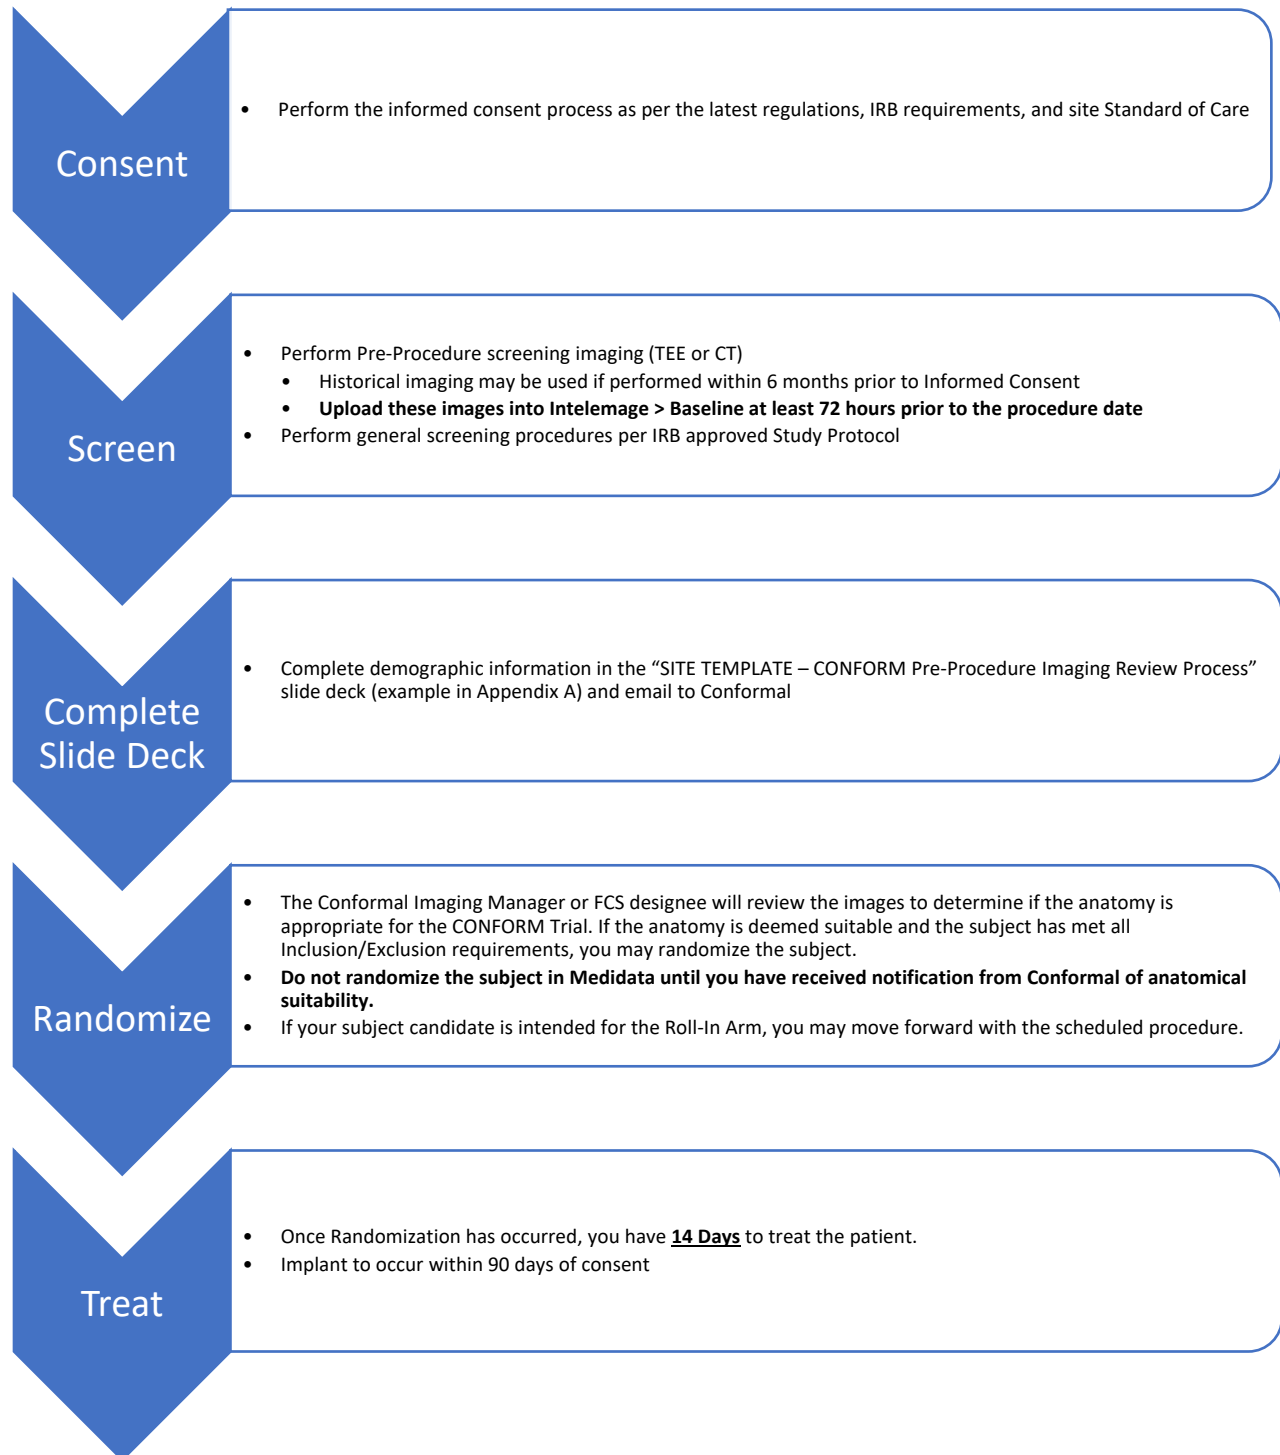 Consent
• Perform the informed consent process as per the latest regulations, IRB requirements, and site Standard of Care
Screen
• Perform Pre-Procedure screening imaging (TEE or CT)
• Historical imaging may be used if performed within 6 months prior to Informed Consent
• Upload these images into Intelemage > Baseline at least 72 hours prior to the procedure date
• Perform general screening procedures per IRB approved Study Protocol
Complete
Slide Deck
• Complete demographic information in the “SITE TEMPLATE – CONFORM Pre-Procedure Imaging Review Process”
slide deck (example in Appendix A) and email to Conformal
Randomize
• The Conformal Imaging Manager or FCS designee will review the images to determine if the anatomy is
appropriate for the CONFORM Trial. If the anatomy is deemed suitable and the subject has met all
Inclusion/Exclusion requirements, you may randomize the subject.
• Do not randomize the subject in Medidata until you have received notification from Conformal of anatomical
suitability.
• If your subject candidate is intended for the Roll-In Arm, you may move forward with the scheduled procedure.
Treat
• Once Randomization has occurred, you have 14 Days to treat the patient.
• Implant to occur within 90 days of consent